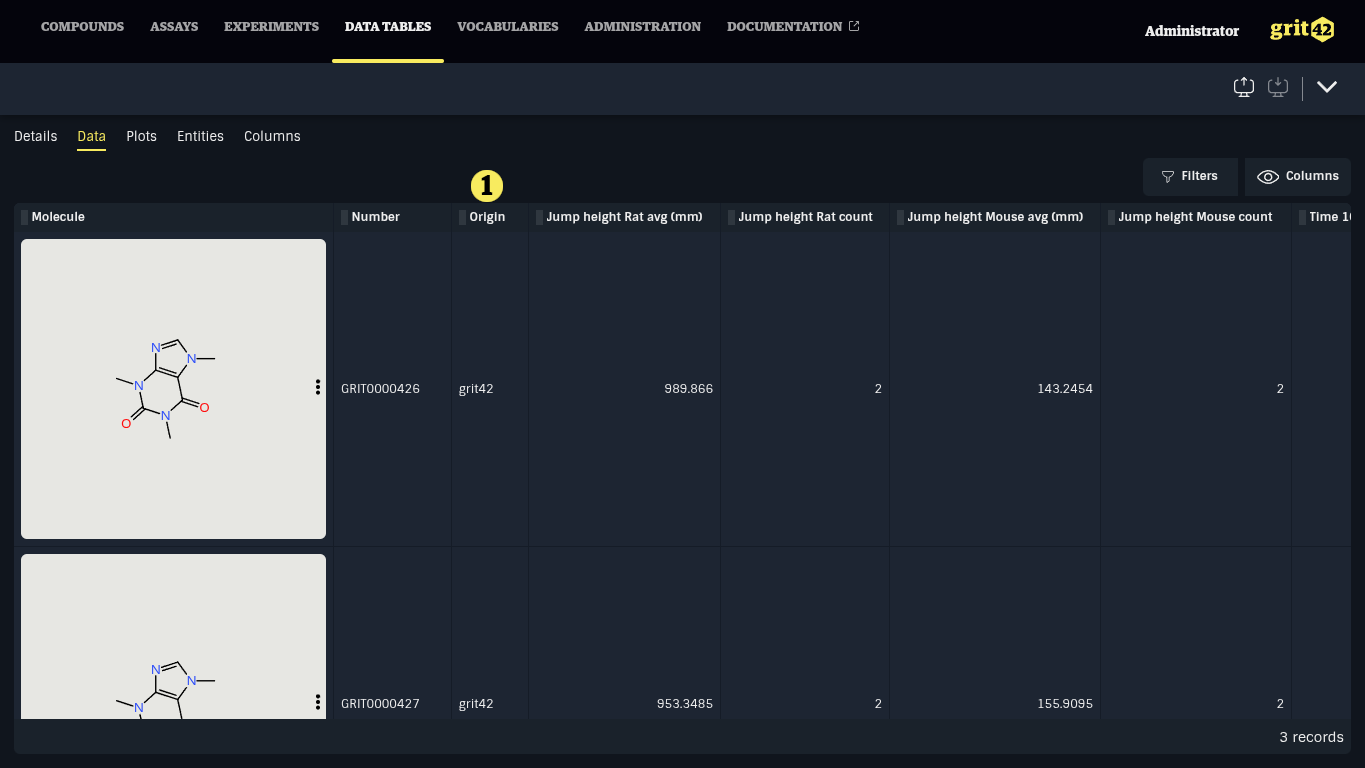 COMPOUNDS ASSAYS EXPERIMENTS DATA TABLES VOCABULARIES ADMINISTRATION DOCUMENTATION Administrator grit42
Details Data Plots Entities Columns
Filters Columns
1
Molecule Number Origin Jump height Rat avg (mm) Jump height Rat count Jump height Mouse avg (mm) Jump height Mouse count Time
N
N
N
N
O
O
GRIT0000426 grit42 989.866 2 143.2454 2
N
N
N
GRIT0000427 grit42 953.3485 2 155.9095 2
3 records